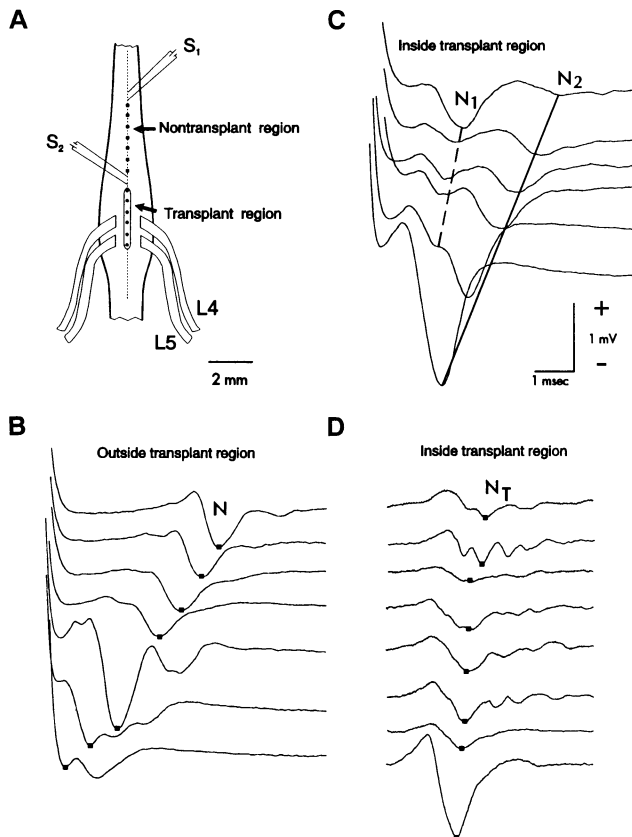 A
S1
Nontransplant region
S2
Transplant region
L4
L5
2 mm
C
Inside transplant region
N1
N2
+
1 mV
−
1 msec
B
Outside transplant region
N
D
Inside transplant region
NT